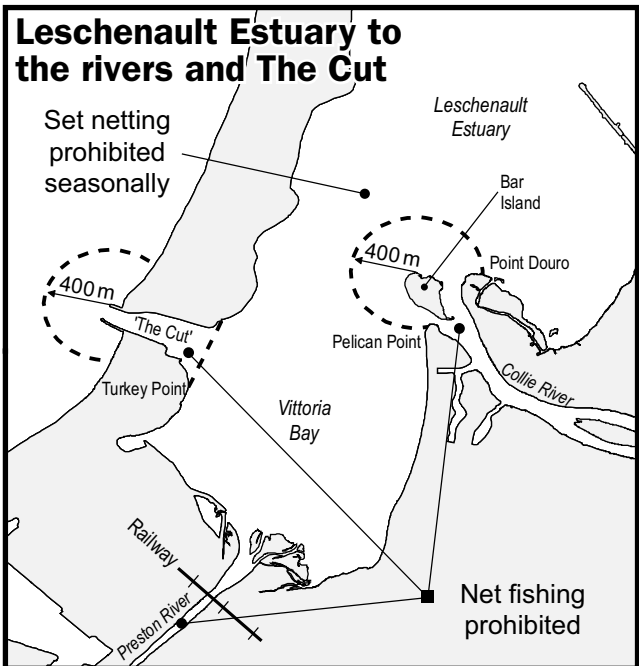 Leschenault Estuary to
the rivers and The Cut
Set netting
prohibited
seasonally
Leschenault
Estuary
Bar
Island
400 m
Point Douro
400 m
'The Cut'
Pelican Point
Turkey Point
Collie River
Vittoria
Bay
Railway
Preston River
Net fishing
prohibited